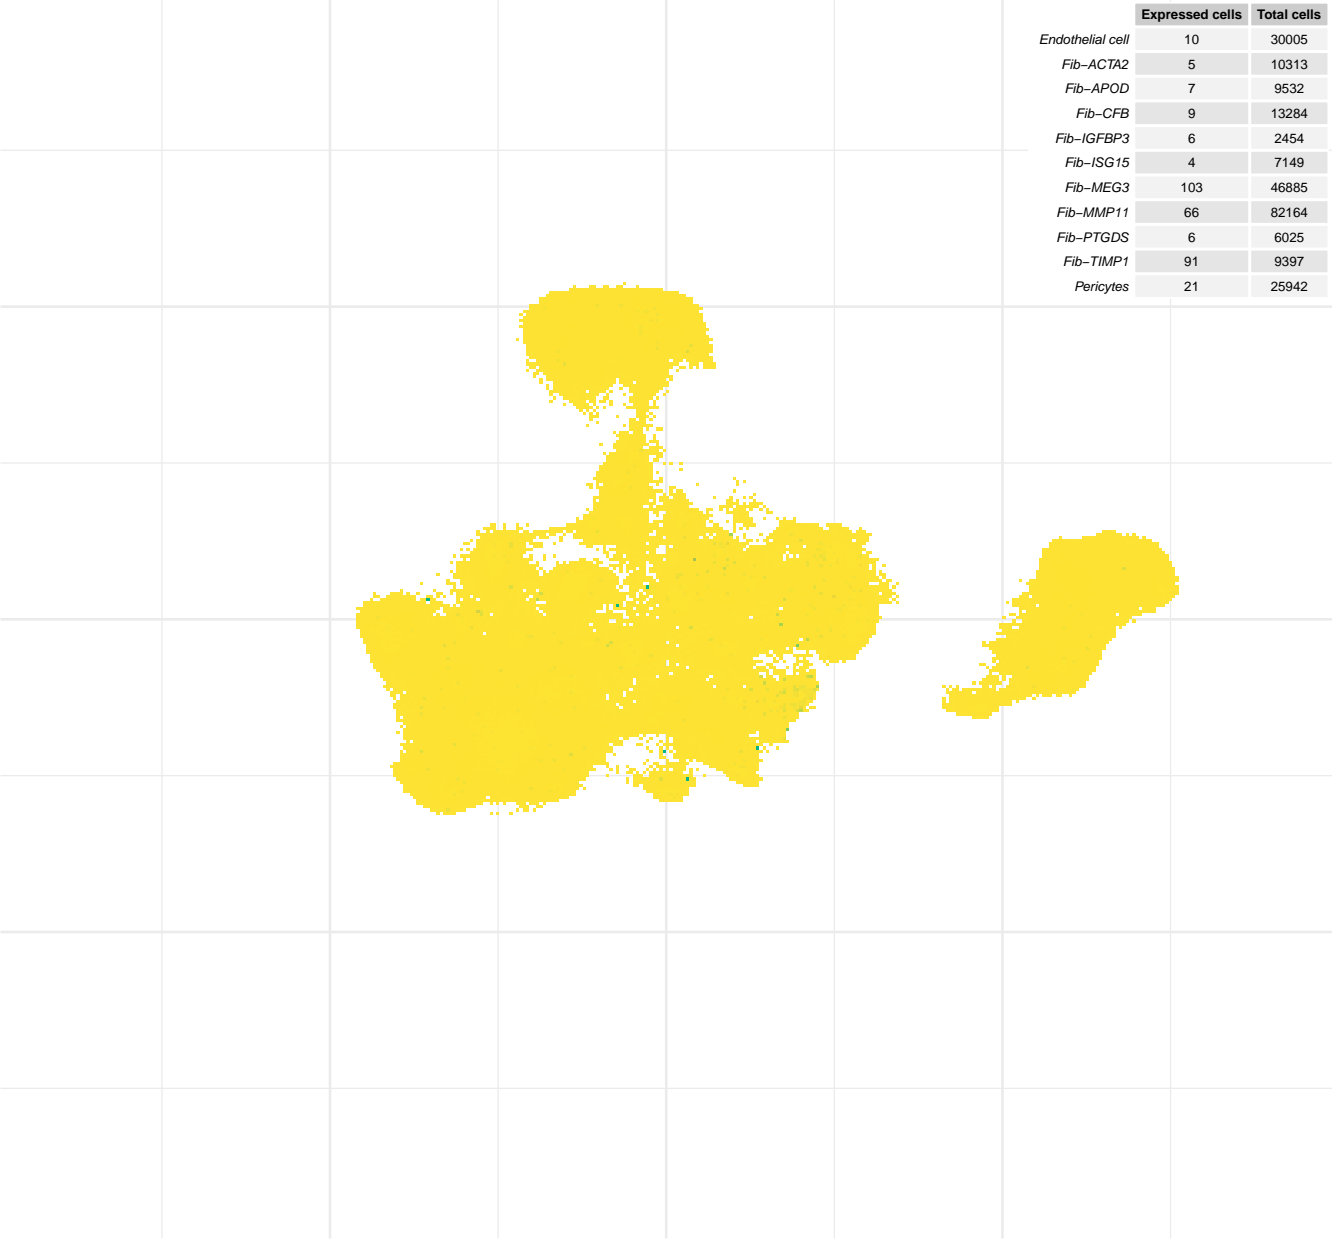 Expressed cells Total cells
Endothelial cell 10 30005
Fib−ACTA2 5 10313
Fib−APOD 7 9532
Fib−CFB 9 13284
Fib−IGFBP3 6 2454
Fib−ISG15 4 7149
Fib−MEG3 103 46885
Fib−MMP11 66 82164
Fib−PTGDS 6 6025
Fib−TIMP1 91 9397
Pericytes 21 25942